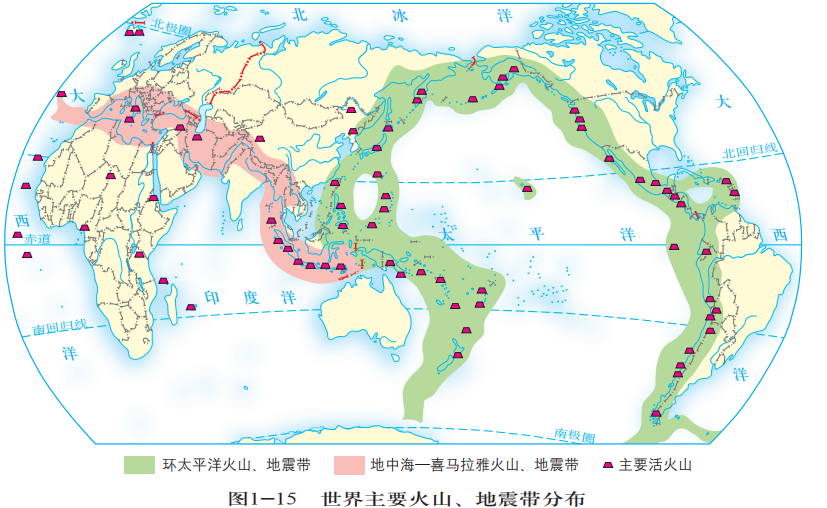 北冰洋
北极圈
大
大
北回归线
西
赤道
太平洋
西
印度洋
南回归线
洋
洋
南极圈
环太平洋火山、地震带
地中海—喜马拉雅火山、地震带
主要活火山
图1-15 世界主要火山、地震带分布